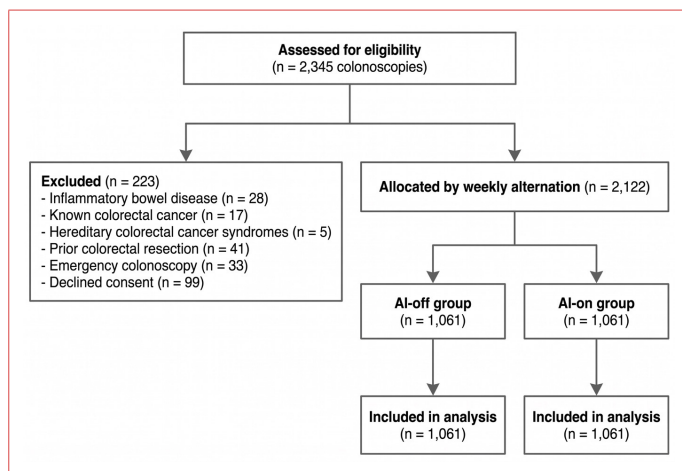 Assessed for eligibility
(n = 2,345 colonoscopies)
Excluded (n = 223)
- Inflammatory bowel disease (n = 28)
- Known colorectal cancer (n = 17)
- Hereditary colorectal cancer syndromes (n = 5)
- Prior colorectal resection (n = 41)
- Emergency colonoscopy (n = 33)
- Declined consent (n = 99)
Allocated by weekly alternation (n = 2,122)
AI-off group
(n = 1,061)
AI-on group
(n = 1,061)
Included in analysis
(n = 1,061)
Included in analysis
(n = 1,061)